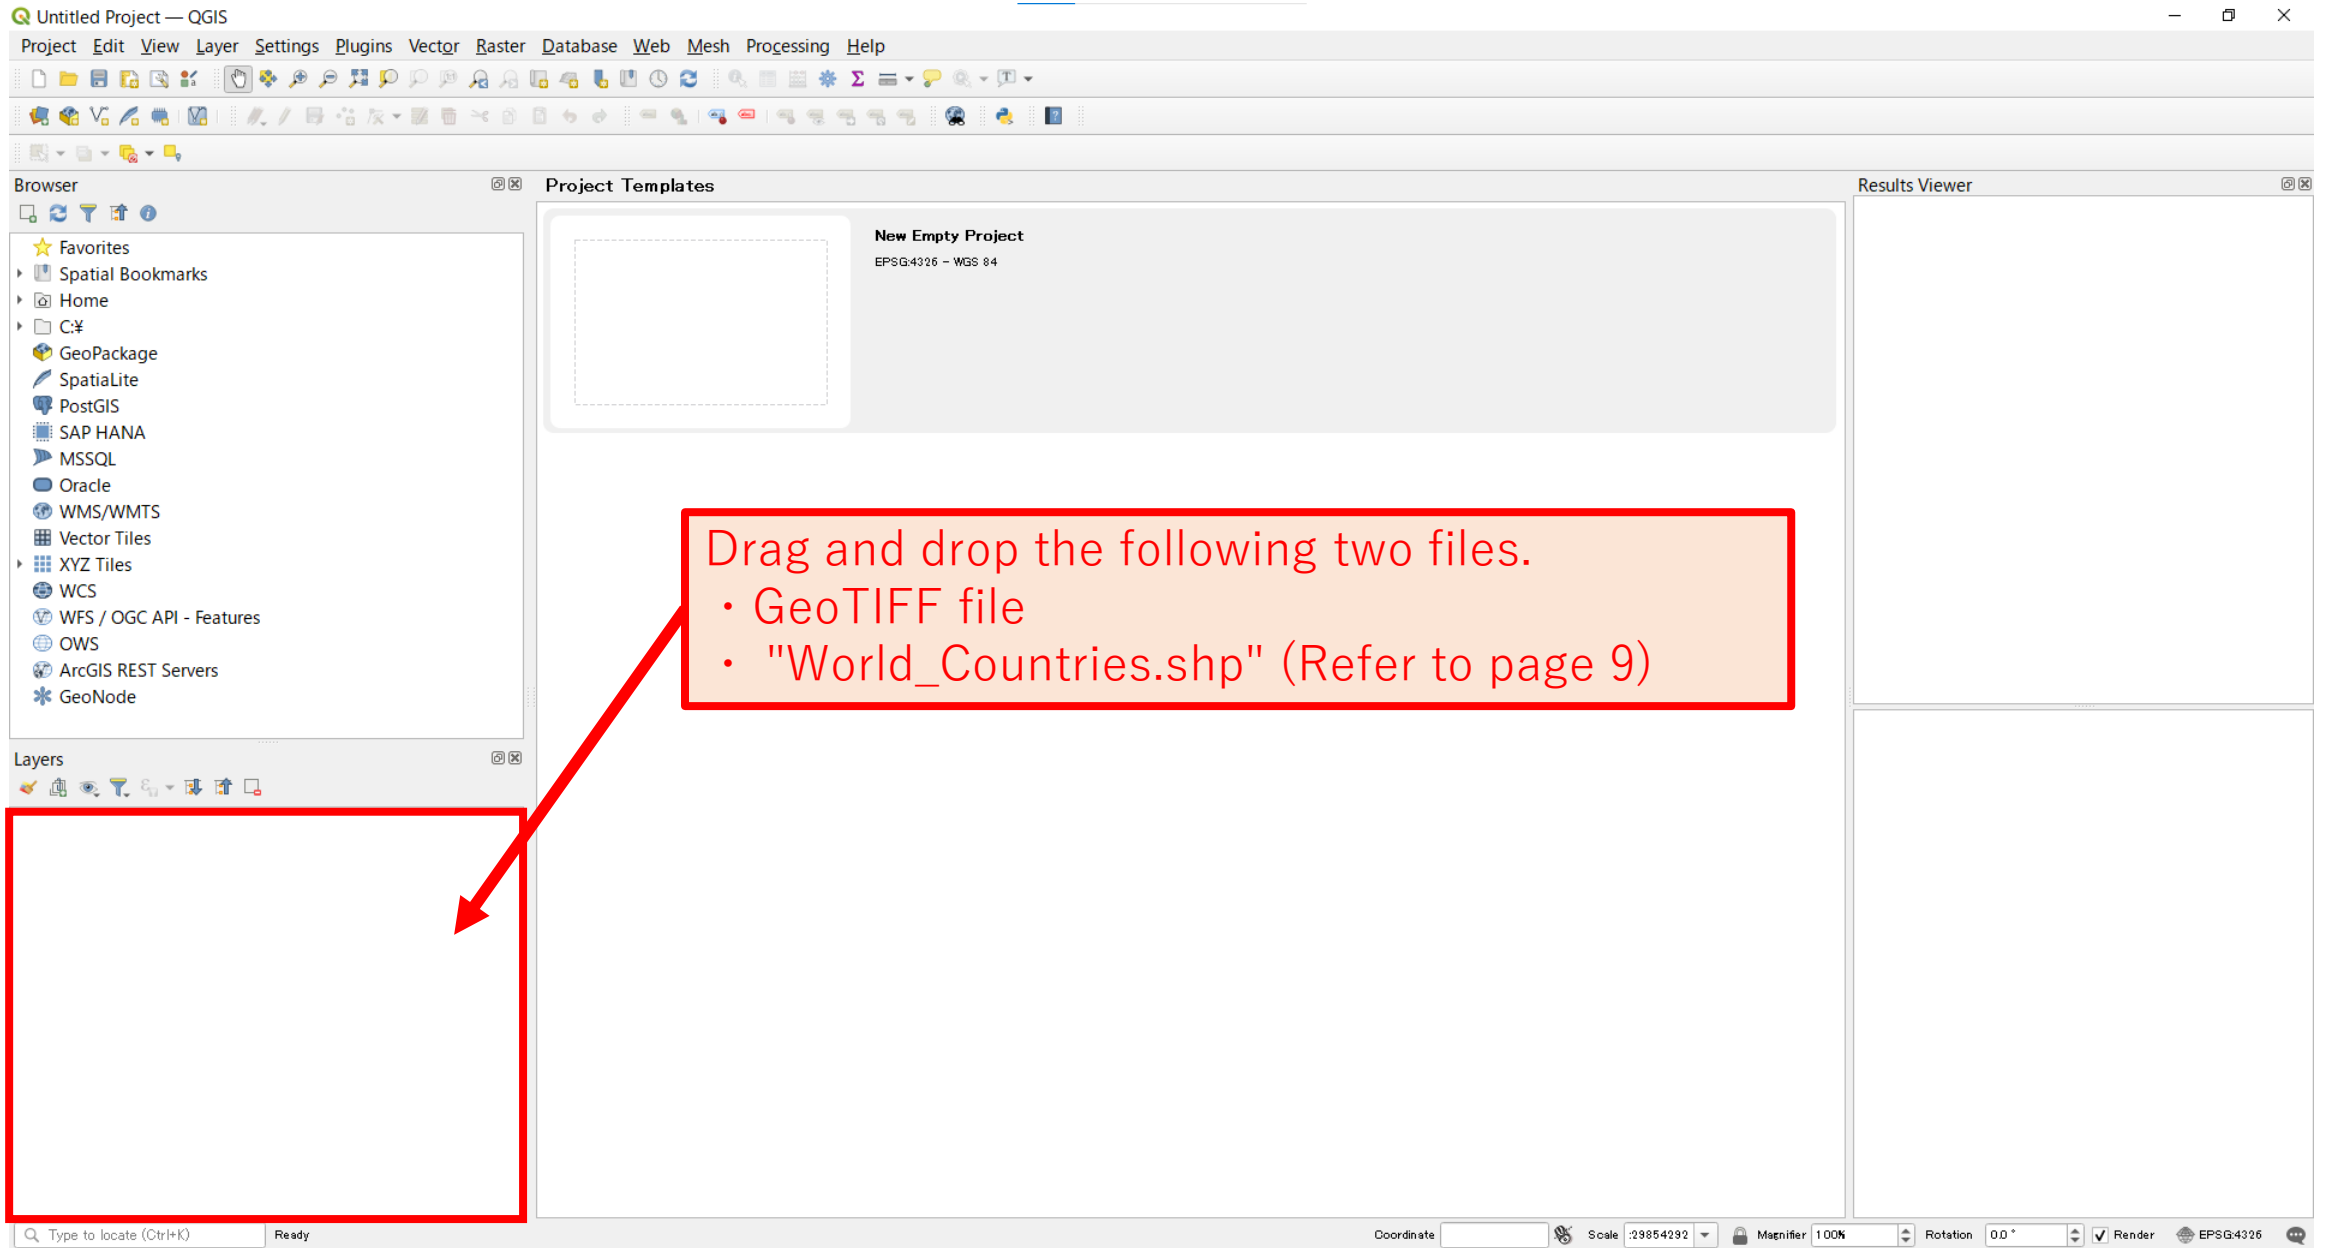 Untitled Project — QGIS
Project Edit View Layer Settings Plugins Vector Raster Database Web Mesh Processing Help
Browser
Project Templates
Results Viewer
Favorites
Spatial Bookmarks
Home
C:¥
GeoPackage
SpatiaLite
PostGIS
SAP HANA
MSSQL
Oracle
WMS/WMTS
Vector Tiles
XYZ Tiles
WCS
WFS / OGC API - Features
OWS
ArcGIS REST Servers
GeoNode
New Empty Project
EPSG:4326 - WGS 84
Drag and drop the following two files.
・GeoTIFF file
・ "World_Countries.shp" (Refer to page 9)
Layers
Type to locate (Ctrl+K) Ready Coordinate Scale :29854292 Magnifier 100% Rotation 0.0 ° Render EPSG:4326